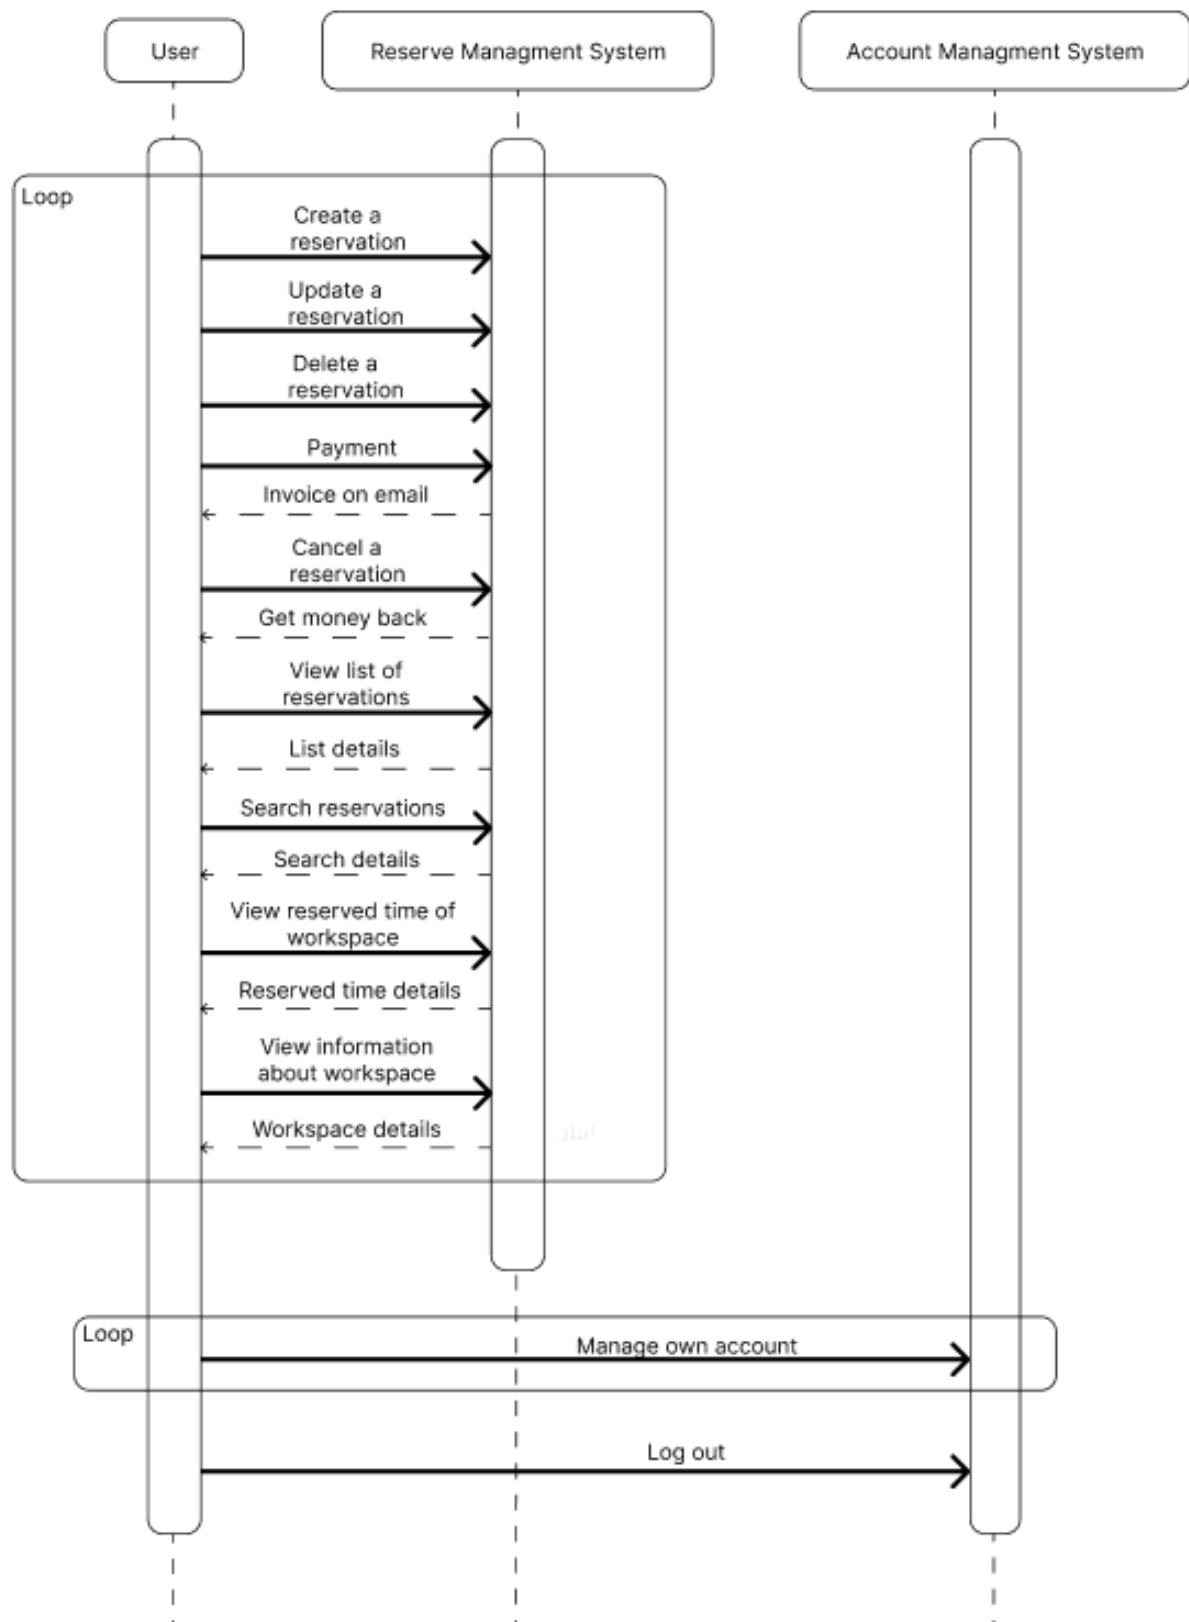 User
Reserve Managment System
Account Managment System
Loop
Create a
reservation
Update a
reservation
Delete a
reservation
Payment
Invoice on email
Cancel a
reservation
Get money back
View list of
reservations
List details
Search reservations
Search details
View reserved time of
workspace
Reserved time details
View information
about workspace
Workspace details
Loop
Manage own account
Log out